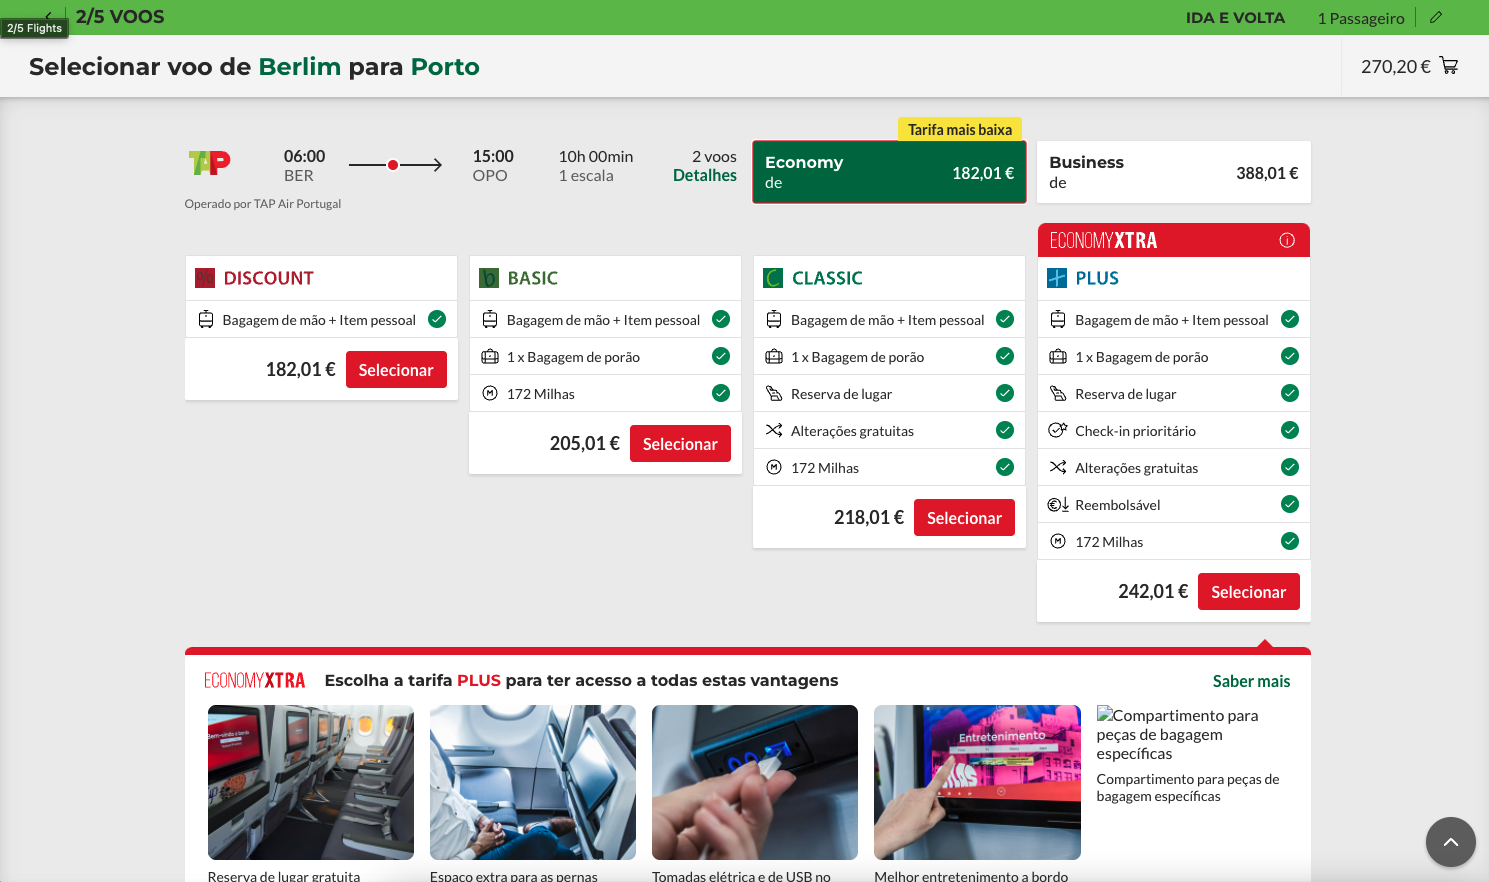 2/5 VOOS
2/5 Flights
IDA E VOLTA
1 Passageiro
Selecionar voo de Berlim para Porto
270,20 €
Tarifa mais baixa
TAP
06:00
BER
15:00
OPO
10h 00min
1 escala
2 voos
Detalhes
Economy
de
182,01 €
Business
de
388,01 €
Operado por TAP Air Portugal
DISCOUNT
Bagagem de mão + Item pessoal
182,01 €
Selecionar
BASIC
Bagagem de mão + Item pessoal
1 x Bagagem de porão
172 Milhas
205,01 €
Selecionar
CLASSIC
Bagagem de mão + Item pessoal
1 x Bagagem de porão
Reserva de lugar
Alterações gratuitas
172 Milhas
218,01 €
Selecionar
ECONOMYXTRA
PLUS
Bagagem de mão + Item pessoal
1 x Bagagem de porão
Reserva de lugar
Check-in prioritário
Alterações gratuitas
Reembolsável
172 Milhas
242,01 €
Selecionar
ECONOMYXTRA
Escolha a tarifa PLUS para ter acesso a todas estas vantagens
Saber mais
Bem-vindo a bordo
Entretenimento
Compartimento para
peças de bagagem
específicas
Compartimento para peças de
bagagem específicas
Reserva de lugar gratuita
Espaço extra para as pernas
Tomadas elétrica e de USB no
Melhor entretenimento a bordo